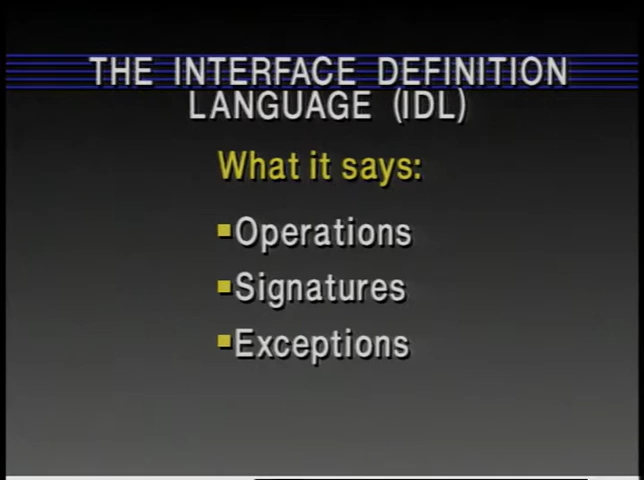 THE INTERFACE DEFINITION
LANGUAGE (IDL)
What it says:
Operations
Signatures
Exceptions